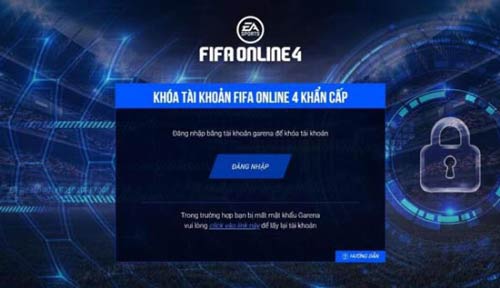 EA
SPORTS
FIFA ONLINE 4
KHÓA TÀI KHOẢN FIFA ONLINE 4 KHẨN CẤP
Đăng nhập bằng tài khoản garena để khóa tài khoản
ĐĂNG NHẬP
Trong trường hợp bạn bị mất mật khẩu Garena
vui lòng click vào link này để lấy lại tài khoản
? HƯỚNG DẪN